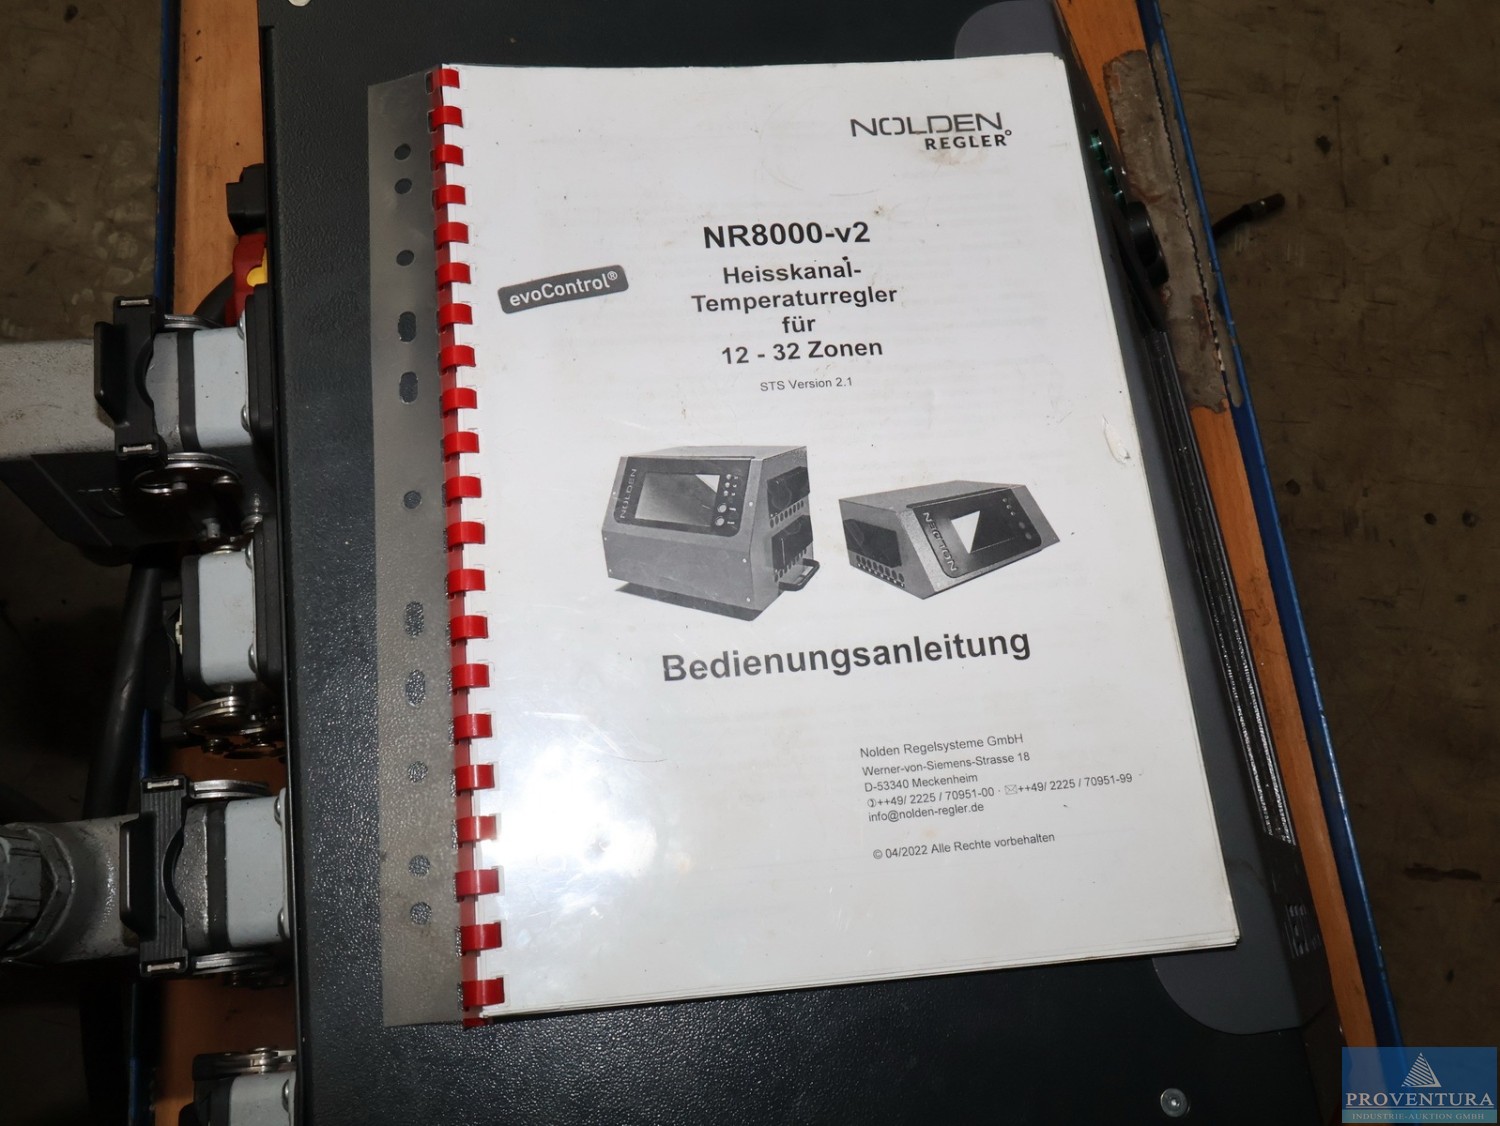 NOLDEN
REGLER
NR8000-v2
evoControl®
Heisskanal-
Temperaturregler
für
12 - 32 Zonen
STS Version 2.1
NOLDEN
NOLDEN
Bedienungsanleitung
Nolden Regelsysteme GmbH
Werner-von-Siemens-Strasse 18
D-53340 Meckenheim
✆++49/ 2225 / 70951-00 · ✉++49/ 2225 / 70951-99
info@nolden-regler.de
© 04/2022 Alle Rechte vorbehalten
PROVENTURA
INDUSTRIE-AUKTION GMBH